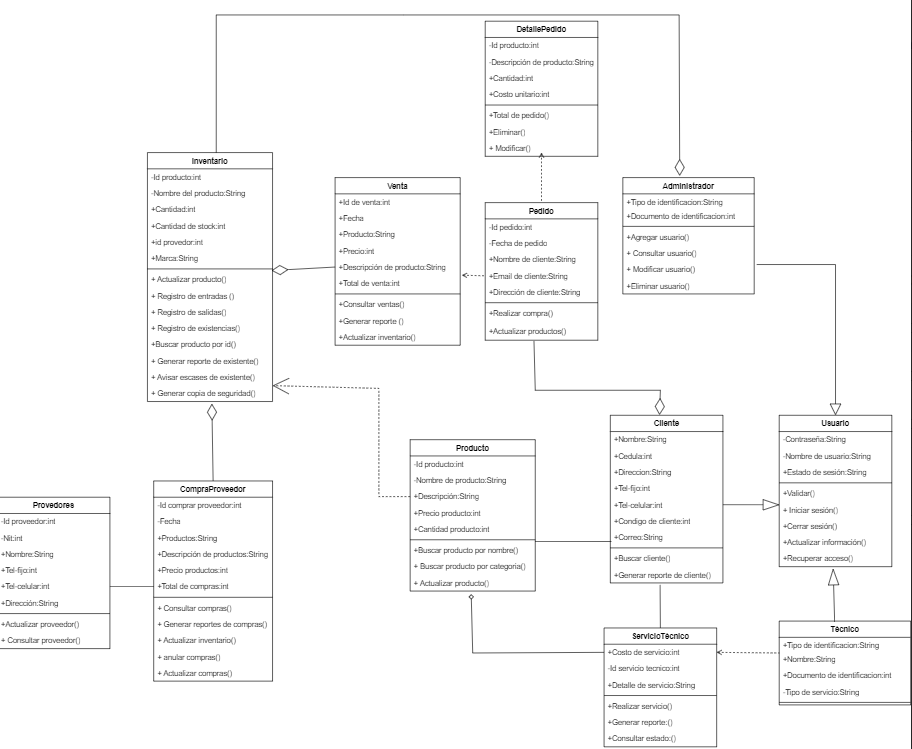 DetallePedido
-Id producto:int
-Descripción de producto:String
+Cantidad:int
+Costo unitario:int
+Total de pedido()
+Eliminar()
+ Modificar()
Inventario
-Id producto:int
-Nombre del producto:String
+Cantidad:int
+Cantidad de stock:int
+id provedor:int
+Marca:String
+ Actualizar producto()
+ Registro de entradas ()
+ Registro de salidas()
+ Registro de existencias()
+Buscar producto por id()
+ Generar reporte de existente()
+ Avisar escases de existente()
+ Generar copia de seguridad()
Venta
+Id de venta:int
+Fecha
+Producto:String
+Precio:int
+Descripción de producto:String
+Total de venta:int
+Consultar ventas()
+Generar reporte ()
+Actualizar inventario()
Pedido
-Id pedido:int
-Fecha de pedido
+Nombre de cliente:String
+Email de cliente:String
+Dirección de cliente:String
+Realizar compra()
+Actualizar productos()
Administrador
+Tipo de identificacion:String
+Documento de identificacion:int
+Agregar usuario()
+ Consultar usuario()
+ Modificar usuario()
+Eliminar usuario()
Cliente
+Nombre:String
+Cedula:int
+Direccion:String
+Tel-fijo:int
+Tel-celular:int
+Condigo de cliente:int
+Correo:String
+Buscar cliente()
+Generar reporte de cliente()
Usuario
-Contraseña:String
-Nombre de usuario:String
+Estado de sesión:String
+Validar()
+ Iniciar sesión()
+Cerrar sesión()
+Actualizar información()
+Recuperar acceso()
Producto
-Id producto:int
-Nombre de producto:String
+Descripción:String
+Precio producto:int
+Cantidad producto:int
+Buscar producto por nombre()
+ Buscar producto por categoria()
+ Actualizar producto()
Provedores
-Id proveedor:int
-Nit:int
+Nombre:String
+Tel-fijo:int
+Tel-celular:int
+Dirección:String
+Actualizar proveedor()
+ Consultar proveedor()
CompraProveedor
-Id comprar proveedor:int
-Fecha
+Productos:String
+Descripción de productos:String
+Precio productos:int
+Total de compras:int
+ Consultar compras()
+ Generar reportes de compras()
+ Actualizar inventario()
+ anular compras()
+ Actualizar compras()
ServicioTécnico
+Costo de servicio:int
-Id servicio tecnico:int
+Detalle de servicio:String
+Realizar servicio()
+Generar reporte:()
+Consultar estado:()
Técnico
+Tipo de identificacion:String
+Nombre:String
+Documento de identificacion:int
-Tipo de servicio:String